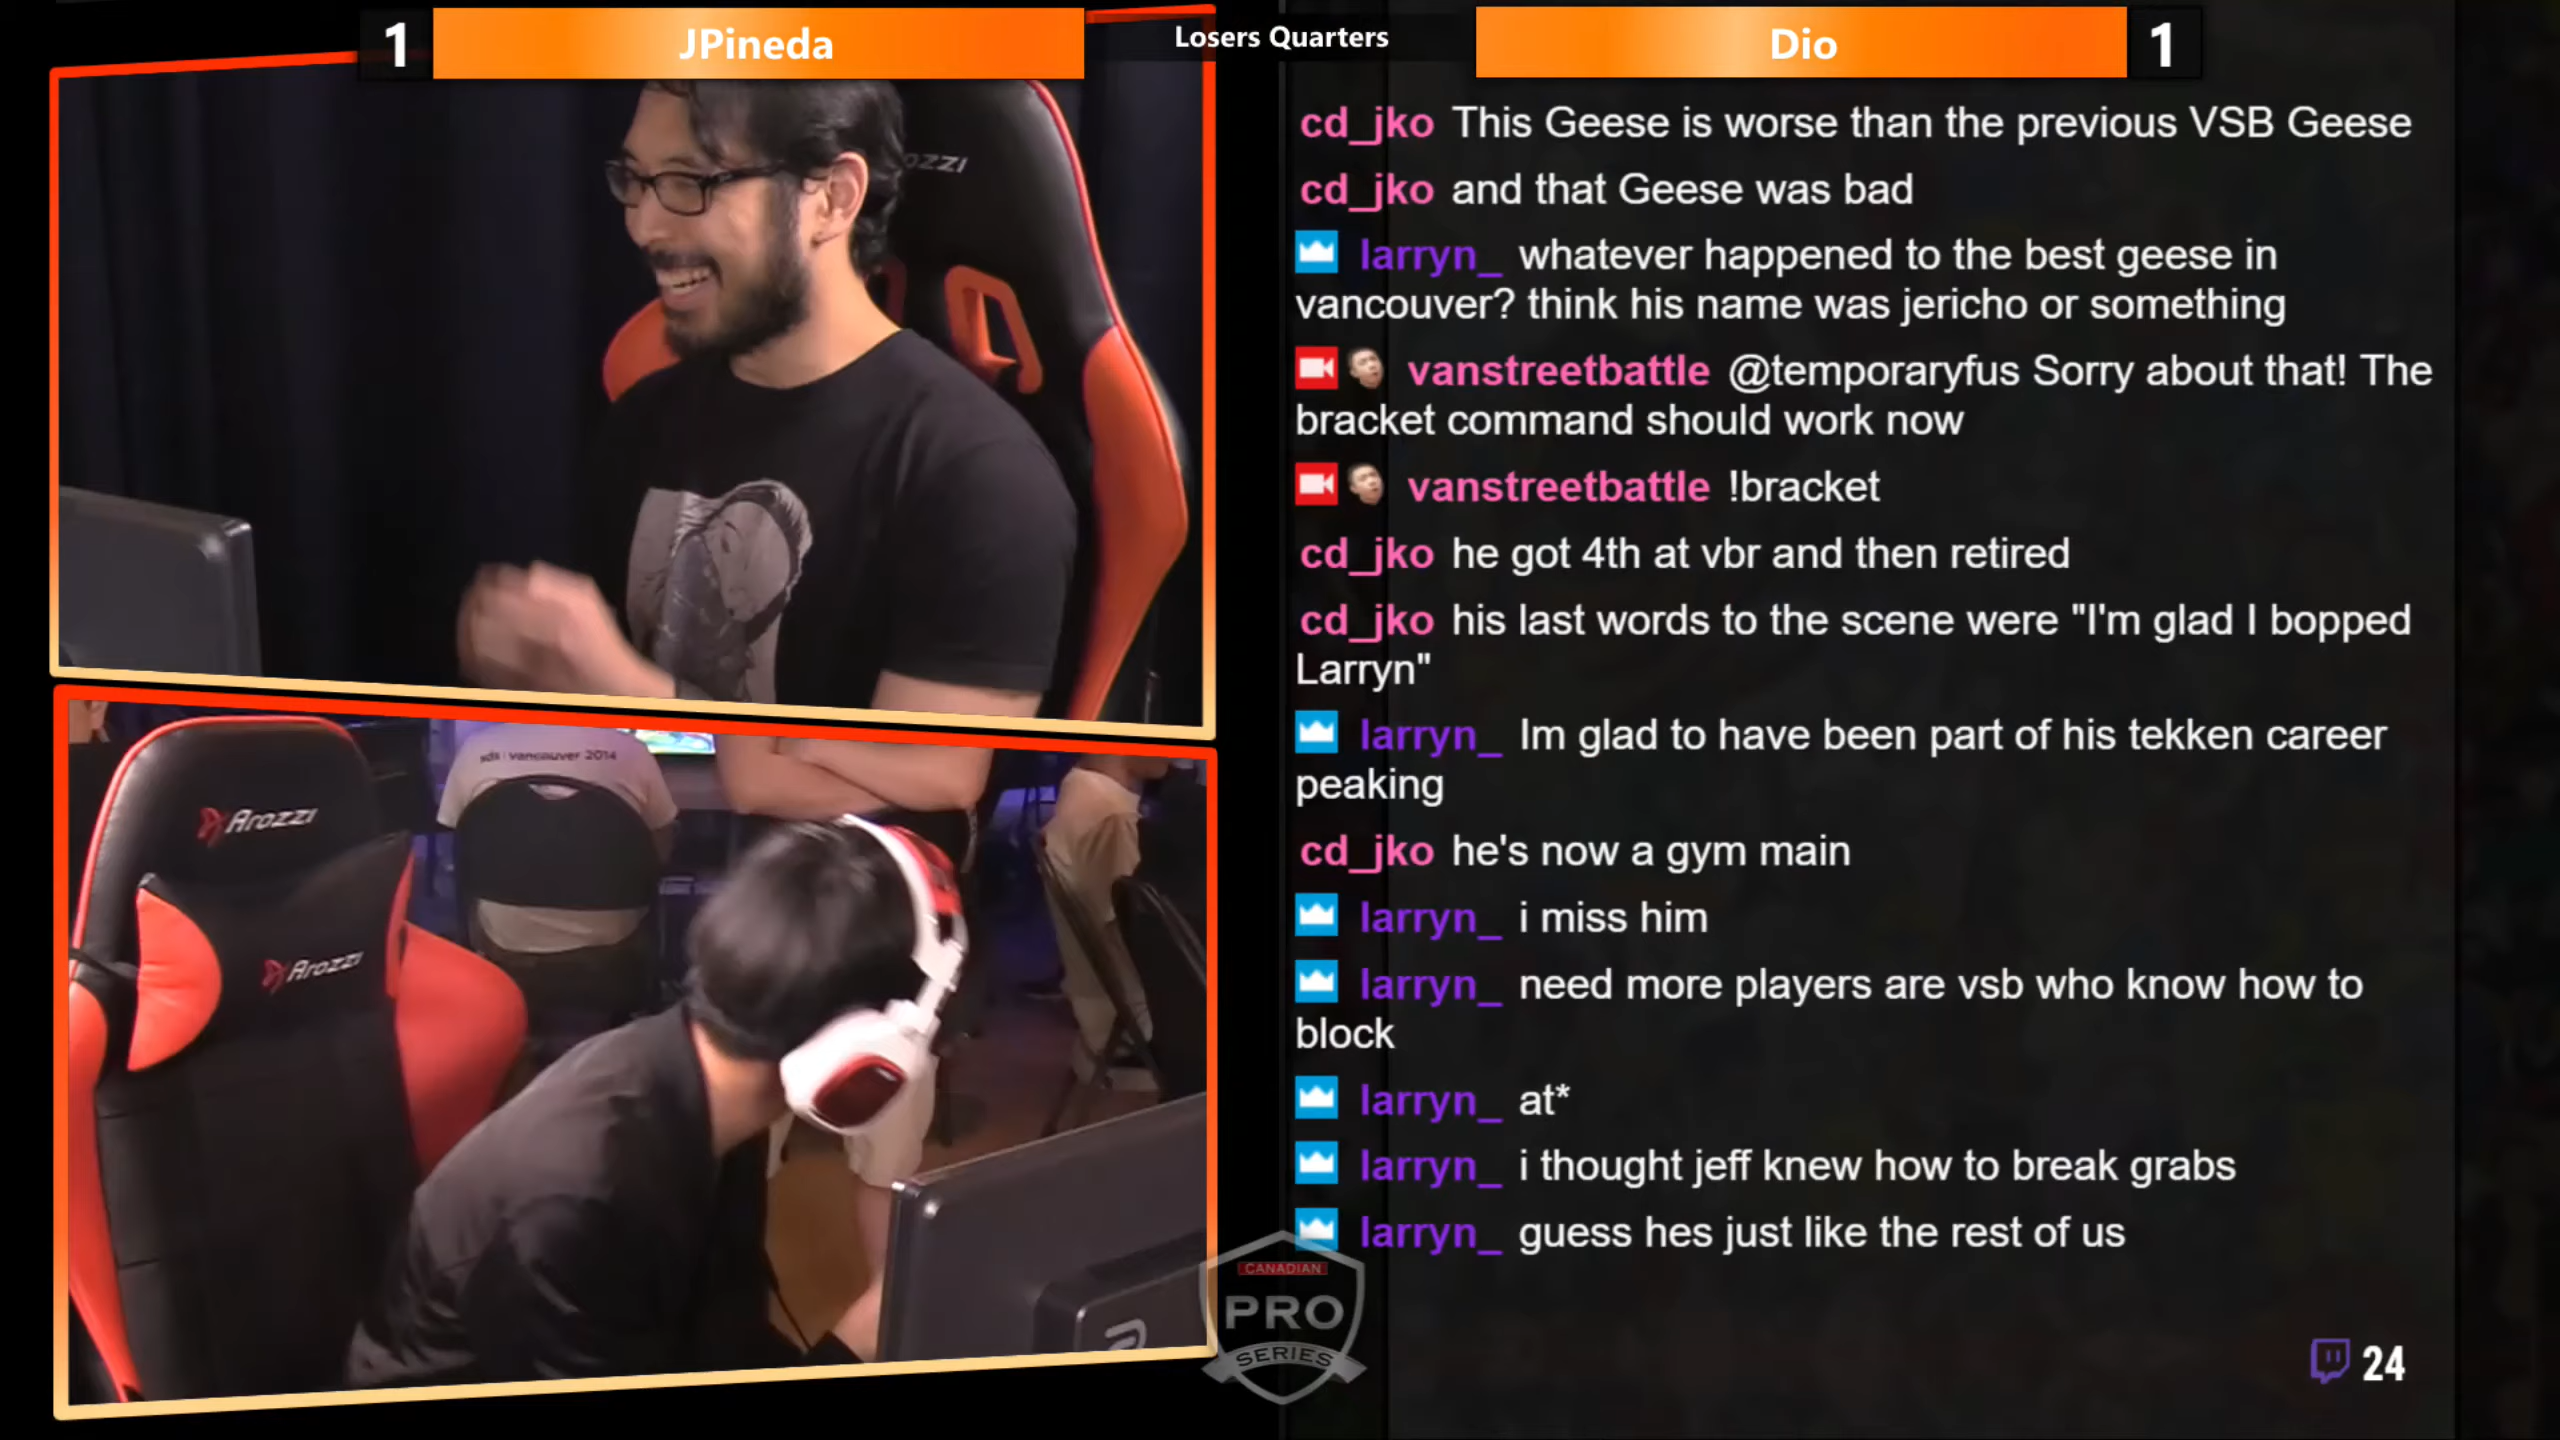 1 JPineda Losers Quarters Dio 1
cd_jko This Geese is worse than the previous VSB Geese
cd_jko and that Geese was bad
larryn_ whatever happened to the best geese in
vancouver? think his name was jericho or something
vanstreetbattle @temporaryfus Sorry about that! The
bracket command should work now
vanstreetbattle !bracket
cd_jko he got 4th at vbr and then retired
cd_jko his last words to the scene were "I'm glad I bopped
Larryn"
larryn_ Im glad to have been part of his tekken career
peaking
cd_jko he's now a gym main
larryn_ i miss him
larryn_ need more players are vsb who know how to
block
larryn_ at*
larryn_ i thought jeff knew how to break grabs
larryn_ guess hes just like the rest of us
24
ozzi
vancouver 2014
Arozzi
Arozzi
CANADIAN
PRO
SERIES